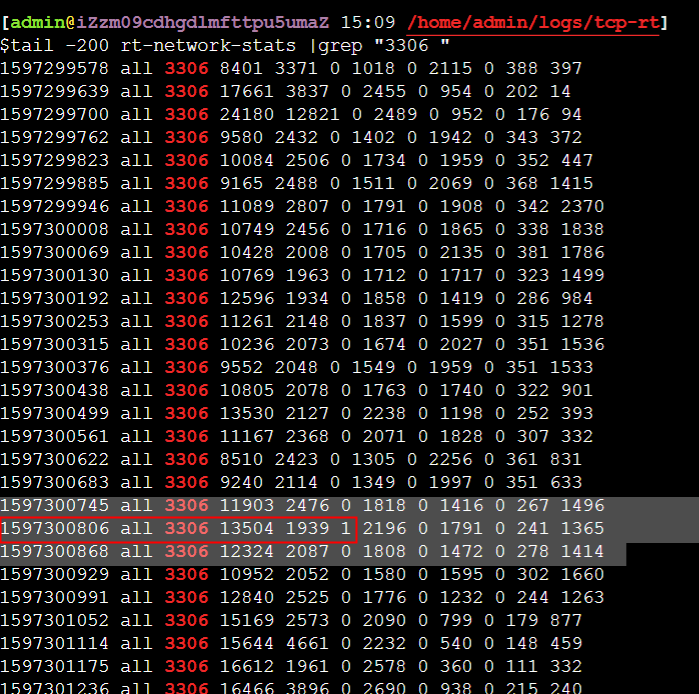 [admin@iZzm09cdhgdlmfttpu5umaZ 15:09 /home/admin/logs/tcp-rt]
$tail -200 rt-network-stats |grep "3306 "
1597299578 all 3306 8401 3371 0 1018 0 2115 0 388 397
1597299639 all 3306 17661 3837 0 2455 0 954 0 202 14
1597299700 all 3306 24180 12821 0 2489 0 952 0 176 94
1597299762 all 3306 9580 2432 0 1402 0 1942 0 343 372
1597299823 all 3306 10084 2506 0 1734 0 1959 0 352 447
1597299885 all 3306 9165 2488 0 1511 0 2069 0 368 1415
1597299946 all 3306 11089 2807 0 1791 0 1908 0 342 2370
1597300008 all 3306 10749 2456 0 1716 0 1865 0 338 1838
1597300069 all 3306 10428 2008 0 1705 0 2135 0 381 1786
1597300130 all 3306 10769 1963 0 1712 0 1717 0 323 1499
1597300192 all 3306 12596 1934 0 1858 0 1419 0 286 984
1597300253 all 3306 11261 2148 0 1837 0 1599 0 315 1278
1597300315 all 3306 10236 2073 0 1674 0 2027 0 351 1536
1597300376 all 3306 9552 2048 0 1549 0 1959 0 351 1533
1597300438 all 3306 10805 2078 0 1763 0 1740 0 322 901
1597300499 all 3306 13530 2127 0 2238 0 1198 0 252 393
1597300561 all 3306 11167 2368 0 2071 0 1828 0 307 332
1597300622 all 3306 8510 2423 0 1305 0 2256 0 361 831
1597300683 all 3306 9240 2114 0 1349 0 1997 0 351 633
1597300745 all 3306 11903 2476 0 1818 0 1416 0 267 1496
1597300806 all 3306 13504 1939 1 2196 0 1791 0 241 1365
1597300868 all 3306 12324 2087 0 1808 0 1472 0 278 1414
1597300929 all 3306 10952 2052 0 1580 0 1595 0 302 1660
1597300991 all 3306 12840 2525 0 1776 0 1232 0 244 1263
1597301052 all 3306 15169 2573 0 2090 0 799 0 179 877
1597301114 all 3306 15644 4661 0 2232 0 540 0 148 459
1597301175 all 3306 16612 1961 0 2578 0 360 0 111 332
1597301236 all 3306 16466 3896 0 2690 0 938 0 215 240